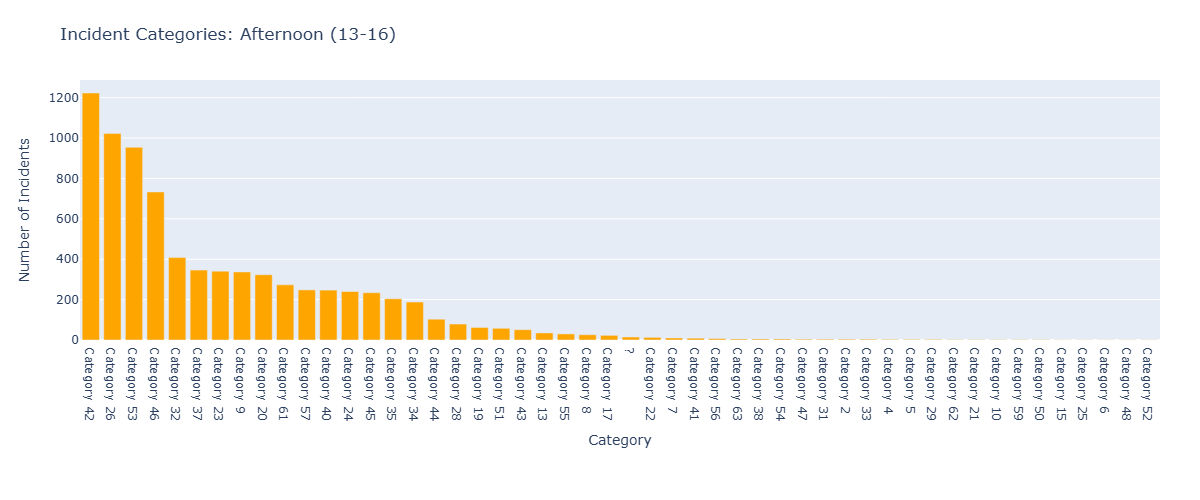 Incident Categories: Afternoon (13-16)
Number of Incidents
1200
1000
800
600
400
200
0
Category 42
Category 26
Category 53
Category 46
Category 32
Category 37
Category 23
Category 9
Category 20
Category 61
Category 57
Category 40
Category 24
Category 45
Category 35
Category 34
Category 44
Category 28
Category 19
Category 51
Category 43
Category 13
Category 55
Category 8
Category 17
?
Category 22
Category 7
Category 41
Category 56
Category 63
Category 38
Category 54
Category 47
Category 31
Category 2
Category 33
Category 4
Category 5
Category 29
Category 62
Category 21
Category 10
Category 59
Category 50
Category 15
Category 25
Category 6
Category 48
Category 52
Category